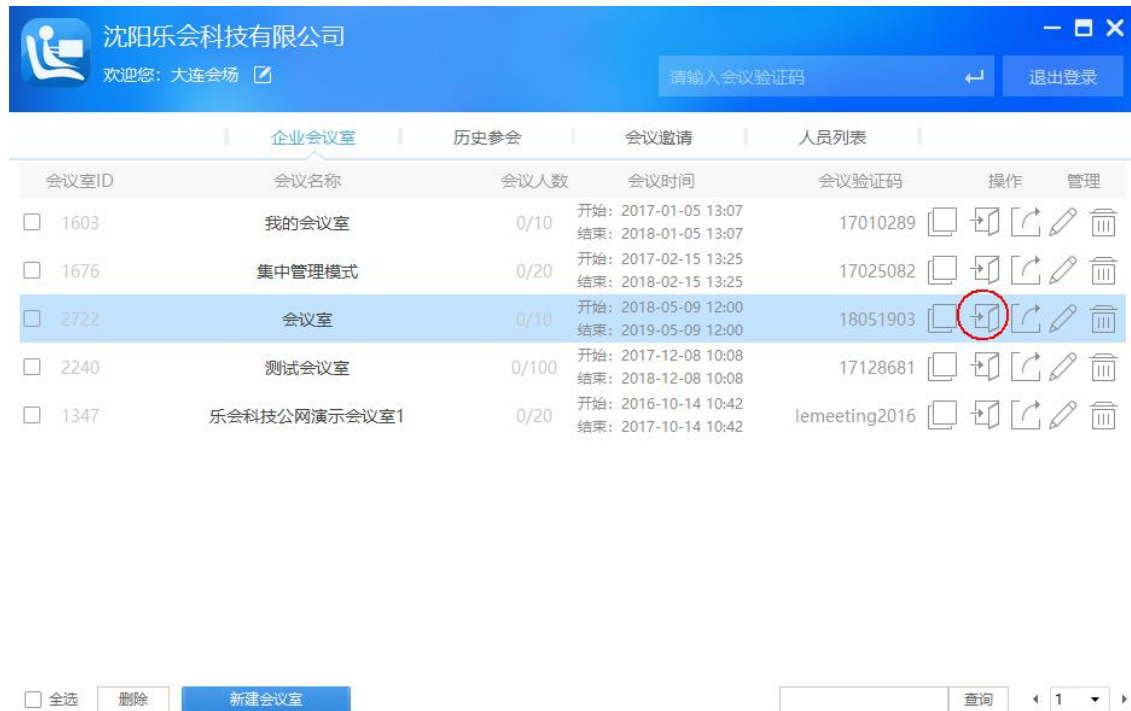 沈阳乐会科技有限公司
欢迎您：大连会场
请输入会议验证码
退出登录
企业会议室 历史参会 会议邀请 人员列表
会议室ID 会议名称 会议人数 会议时间 会议验证码 操作 管理
1603 我的会议室 0/10 开始：2017-01-05 13:07 17010289
结束：2018-01-05 13:07
1676 集中管理模式 0/20 开始：2017-02-15 13:25 17025082
结束：2018-02-15 13:25
2722 会议室 0/10 开始：2018-05-09 12:00 18051903
结束：2019-05-09 12:00
2240 测试会议室 0/100 开始：2017-12-08 10:08 17128681
结束：2018-12-08 10:08
1347 乐会科技公网演示会议室1 0/20 开始：2016-10-14 10:42 lemeeting2016
结束：2017-10-14 10:42
全选 删除 新建会议室 查询 1